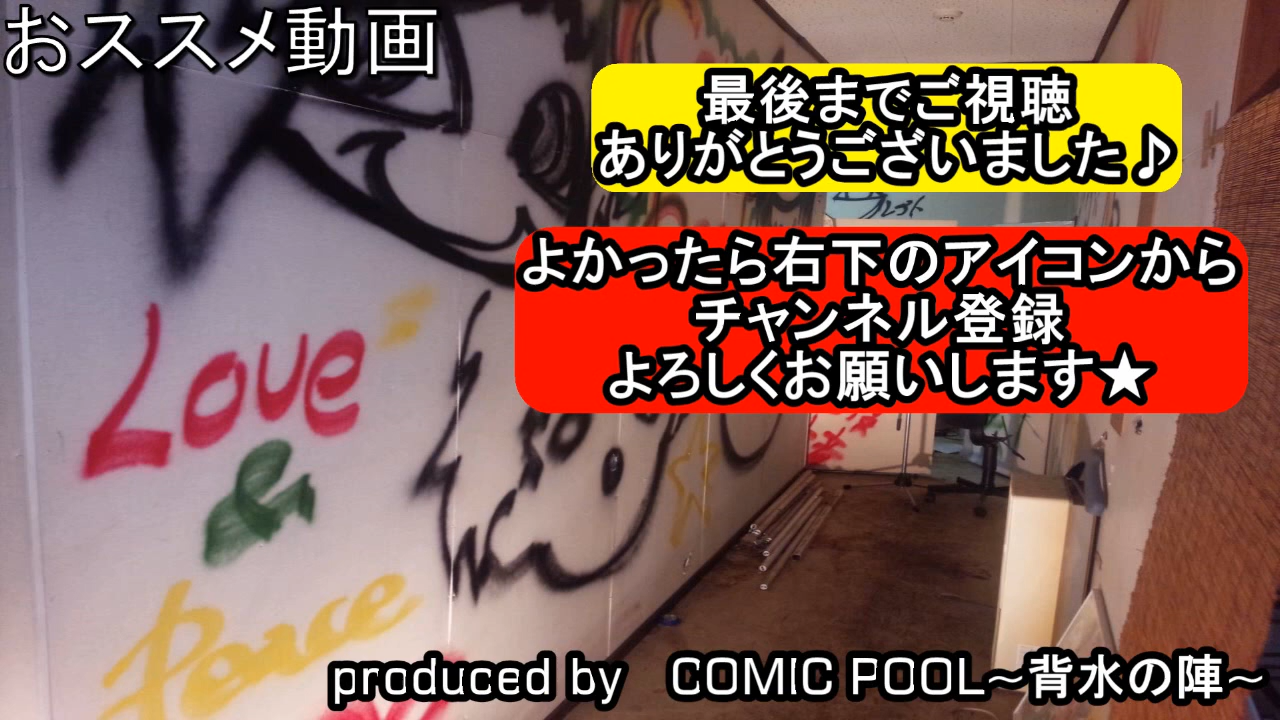 おススメ動画
最後までご視聴
ありがとうございました♪
よかったら右下のアイコンから
チャンネル登録
よろしくお願いします★
Love
&
Peace
produced by　COMIC POOL~背水の陣~